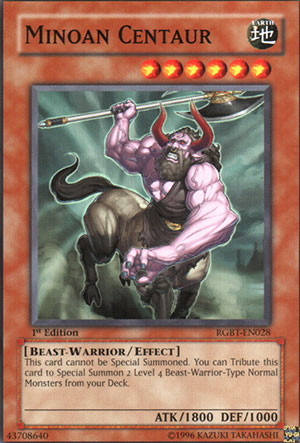 MINOAN CENTAUR
EARTH
地
1st Edition
RGBT-EN028
[BEAST-WARRIOR/EFFECT]
This card cannot be Special Summoned. You can Tribute
this card to Special Summon 2 Level 4 Beast-Warrior-Type Normal
Monsters from your Deck.
ATK/1800 DEF/1000
43708640
©1996 KAZUKI TAKAHASHI